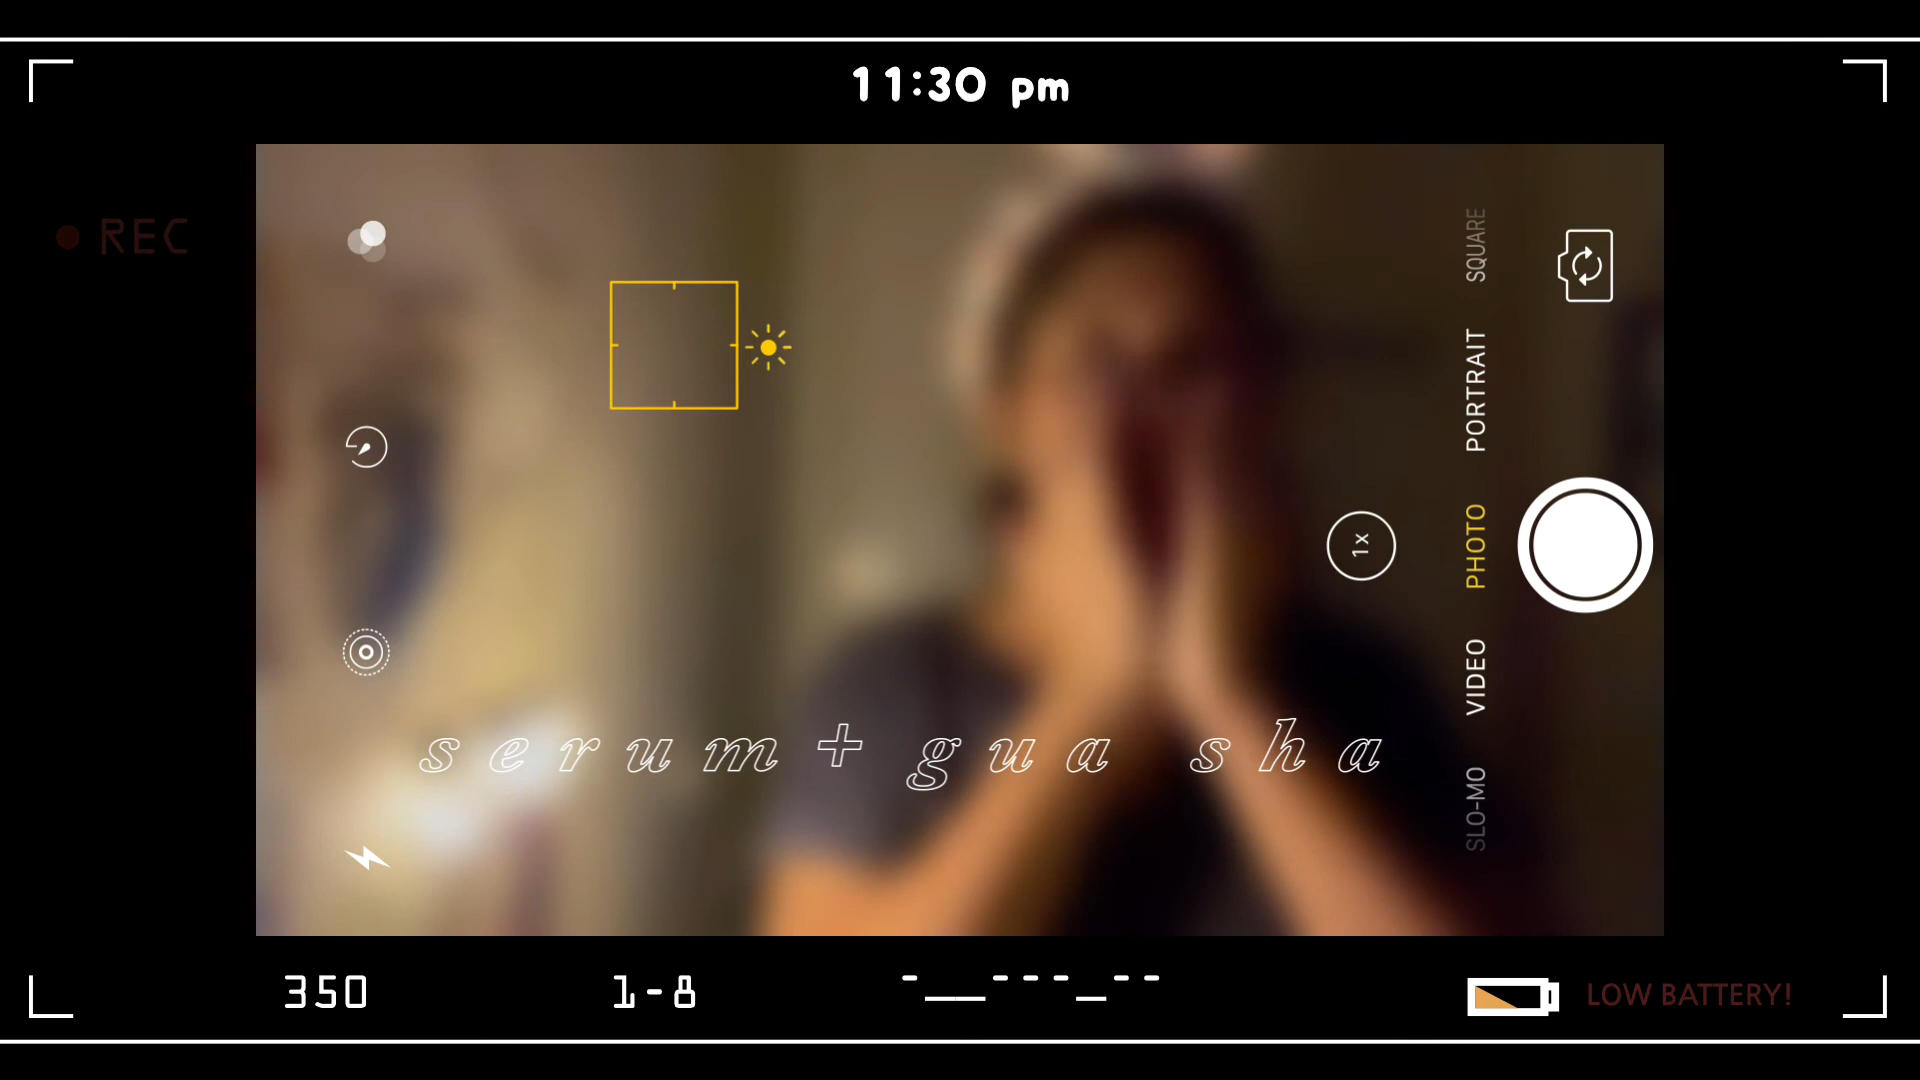 11:30 pm
REC
SQUARE
PORTRAIT
1x
PHOTO
VIDEO
SLO-MO
serum+ gua sha
350
1-8
LOW BATTERY!